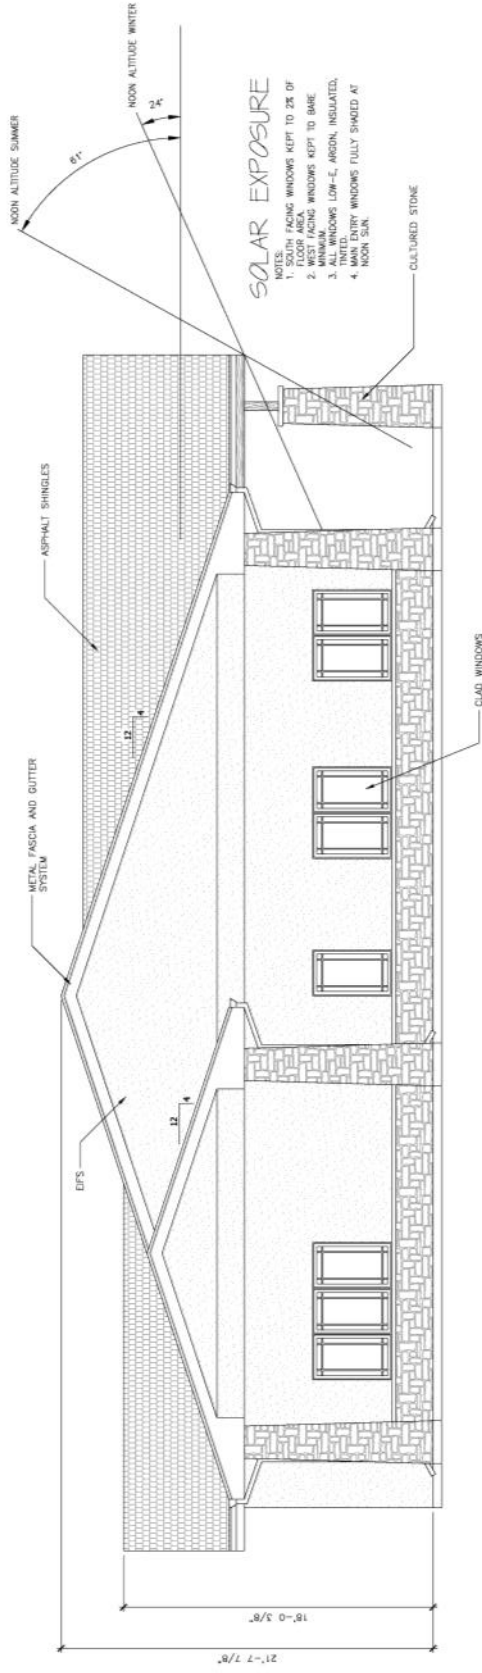 NOON ALTITUDE SUMMER
NOON ALTITUDE WINTER
61°
24°
SOLAR EXPOSURE
NOTES:
1. SOUTH FACING WINDOWS KEPT TO 2% OF
FLOOR AREA.
2. WEST FACING WINDOWS KEPT TO BARE
MINIMUM.
3. ALL WINDOWS LOW-E, ARGON, INSULATED,
TINTED.
4. MAIN ENTRY WINDOWS FULLY SHADED AT
NOON SUN.
ASPHALT SHINGLES
METAL FASCIA AND GUTTER
SYSTEM
EIFS
12
4
12
4
CULTURED STONE
CLAD WINDOWS
18'-0 3/8"
21'-7 7/8"